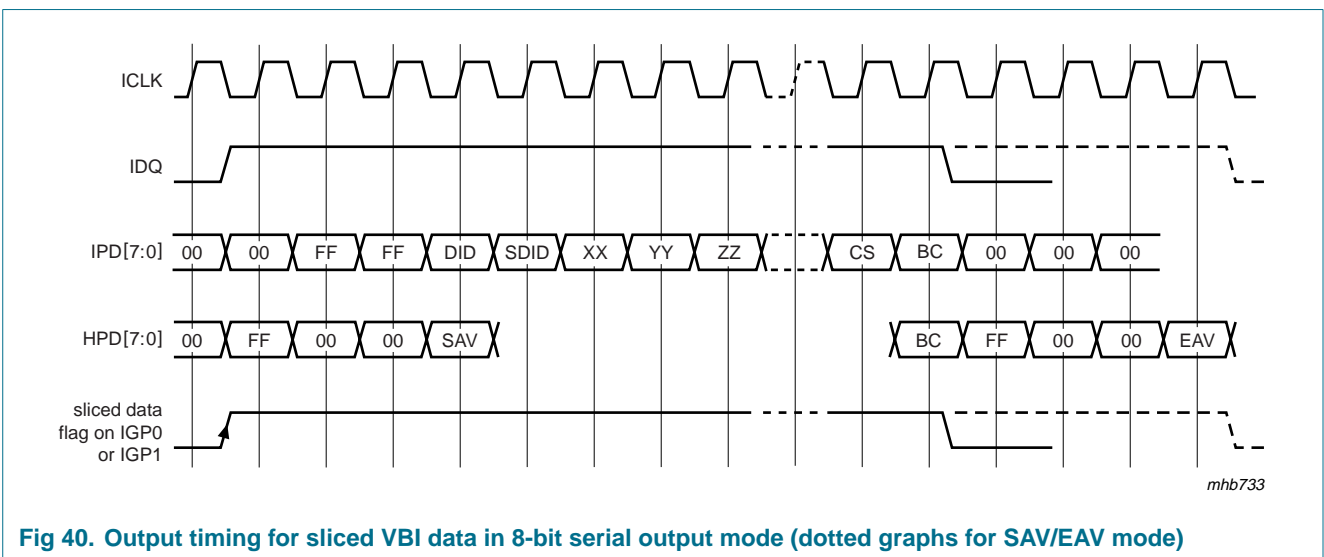 ICLK
IDQ
IPD[7:0] 00 00 FF FF DID SDID XX YY ZZ CS BC 00 00 00
HPD[7:0] 00 FF 00 00 SAV BC FF 00 00 EAV
sliced data
flag on IGP0
or IGP1
mhb733
Fig 40. Output timing for sliced VBI data in 8-bit serial output mode (dotted graphs for SAV/EAV mode)